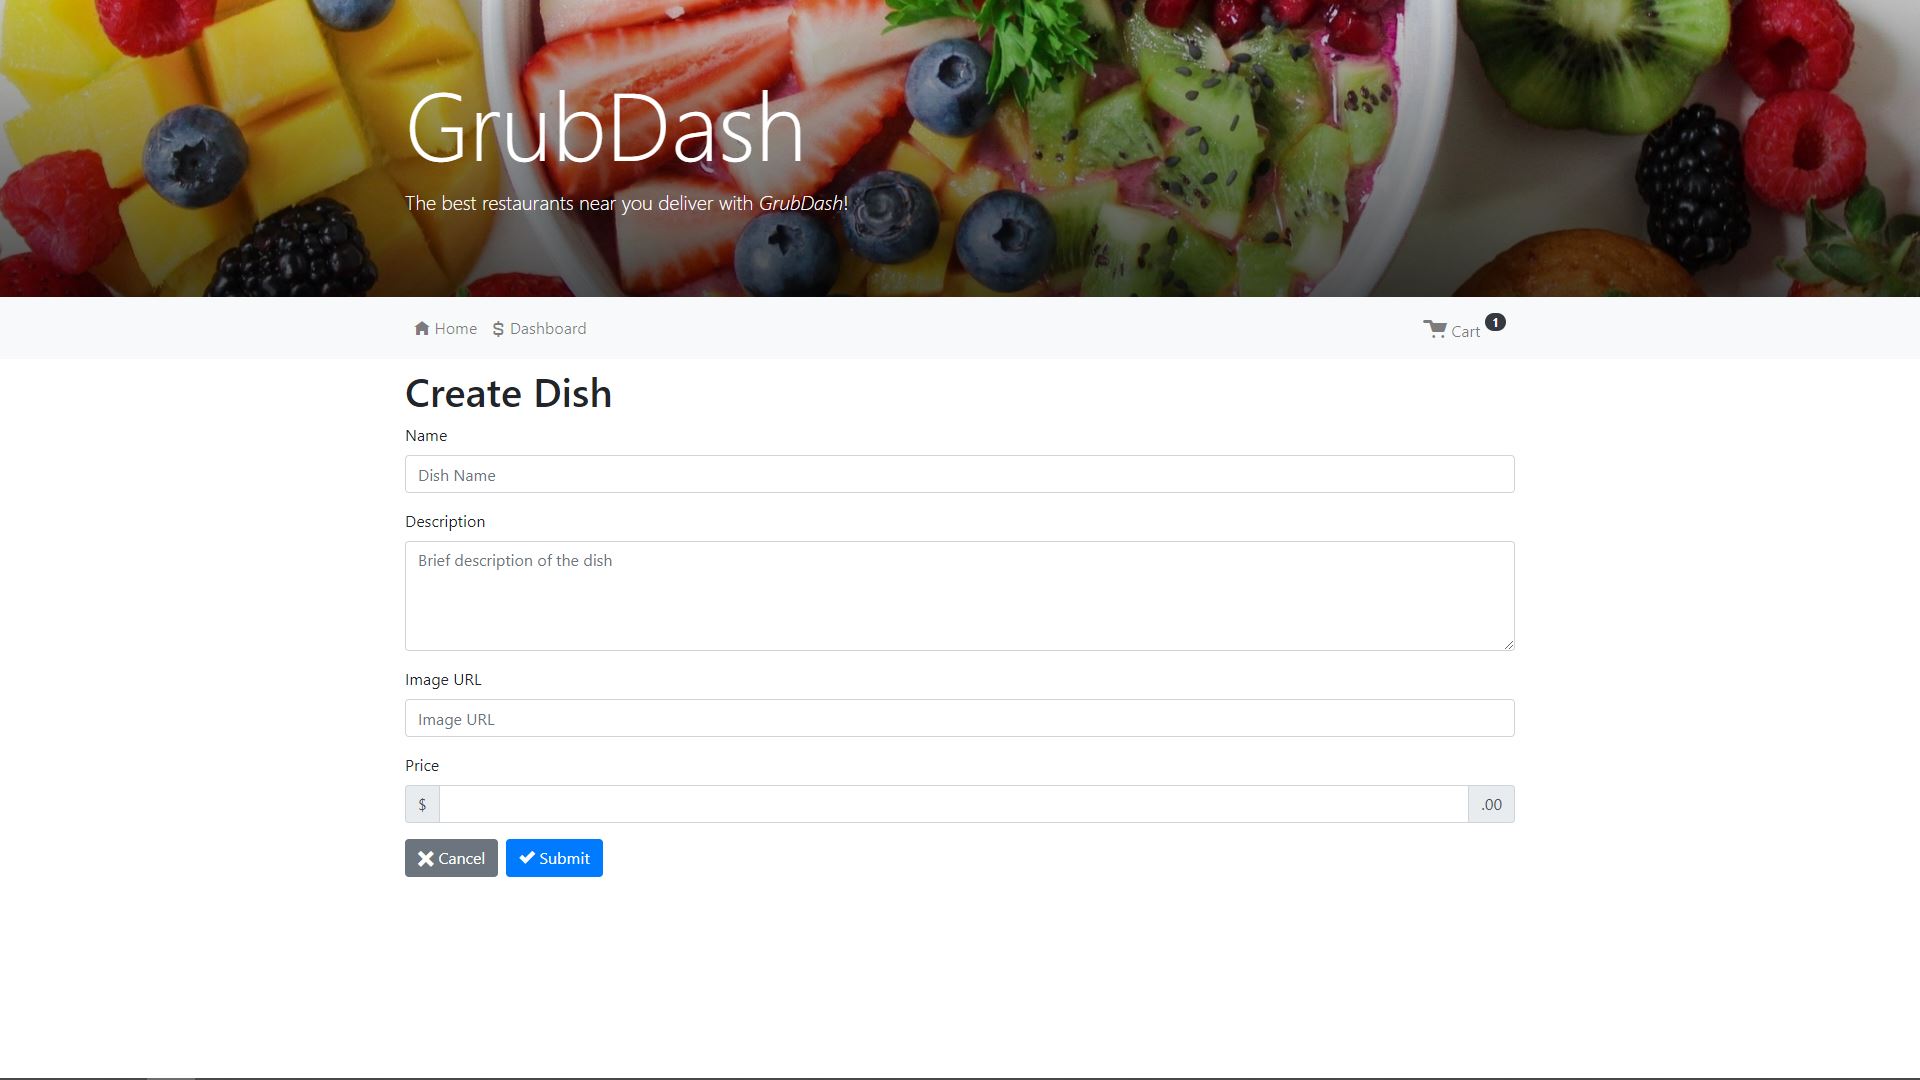 GrubDash
The best restaurants near you deliver with GrubDash!
Home $ Dashboard Cart 1
Create Dish
Name
Dish Name
Description
Brief description of the dish
Image URL
Image URL
Price
$ .00
Cancel Submit